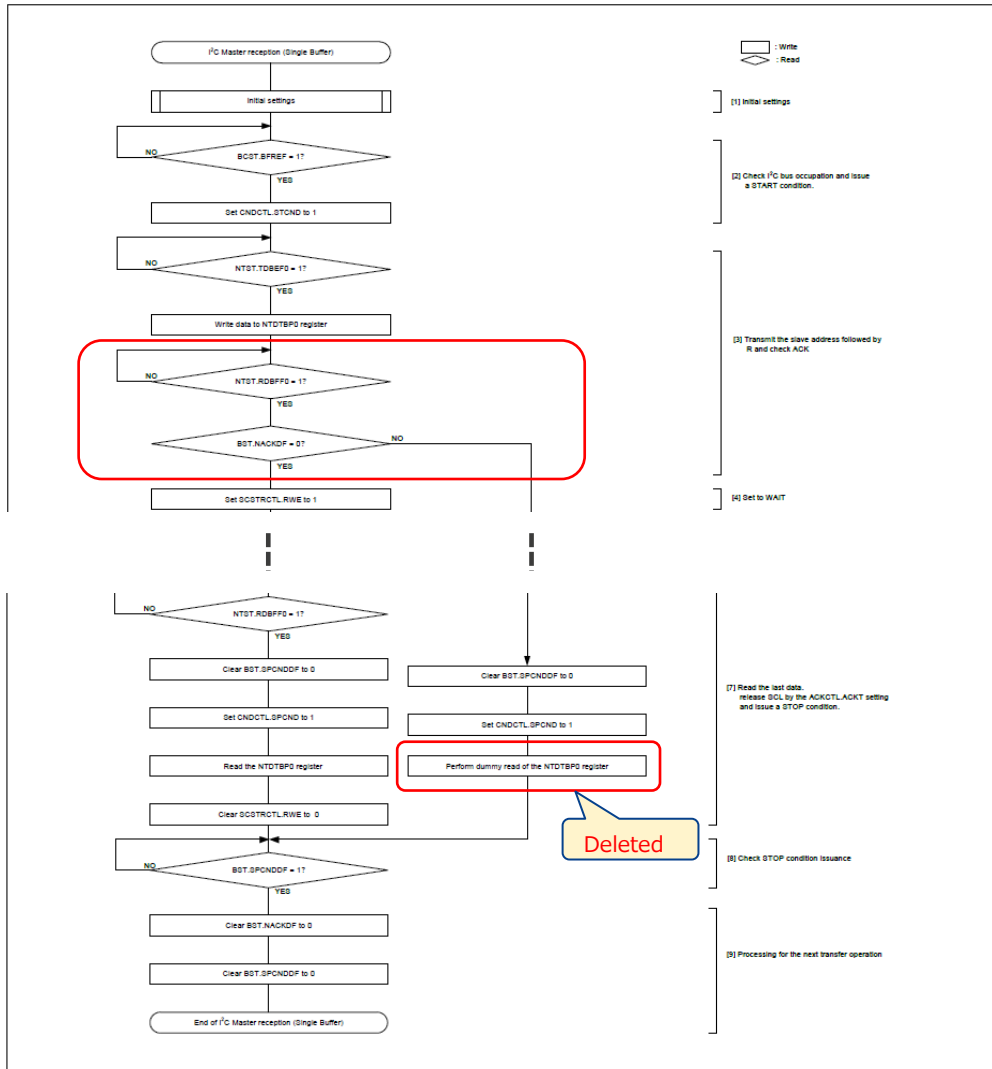 I²C Master reception (Single Buffer)
: Write
: Read
Initial settings
[1] Initial settings
NO
BCST.BFREF = 1?
YES
[2] Check I²C bus occupation and issue
a START condition.
Set CNDCTL.STCND to 1
NO
NTST.TDBEF0 = 1?
YES
Write data to NTDTBP0 register
[3] Transmit the slave address followed by
R and check ACK
NO
NTST.RDBFF0 = 1?
YES
BST.NACKDF = 0?
NO
YES
Set SCSTRCTL.RWE to 1
[4] Set to WAIT
NO
NTST.RDBFF0 = 1?
YES
Clear BST.SPCNDDF to 0
Clear BST.SPCNDDF to 0
[7] Read the last data.
release SCL by the ACKCTL.ACKT setting
and issue a STOP condition.
Set CNDCTL.SPCND to 1
Set CNDCTL.SPCND to 1
Read the NTDTBP0 register
Perform dummy read of the NTDTBP0 register
Clear SCSTRCTL.RWE to 0
Deleted
NO
BST.SPCNDDF = 1?
YES
[8] Check STOP condition issuance
Clear BST.NACKDF to 0
[9] Processing for the next transfer operation
Clear BST.SPCNDDF to 0
End of I²C Master reception (Single Buffer)